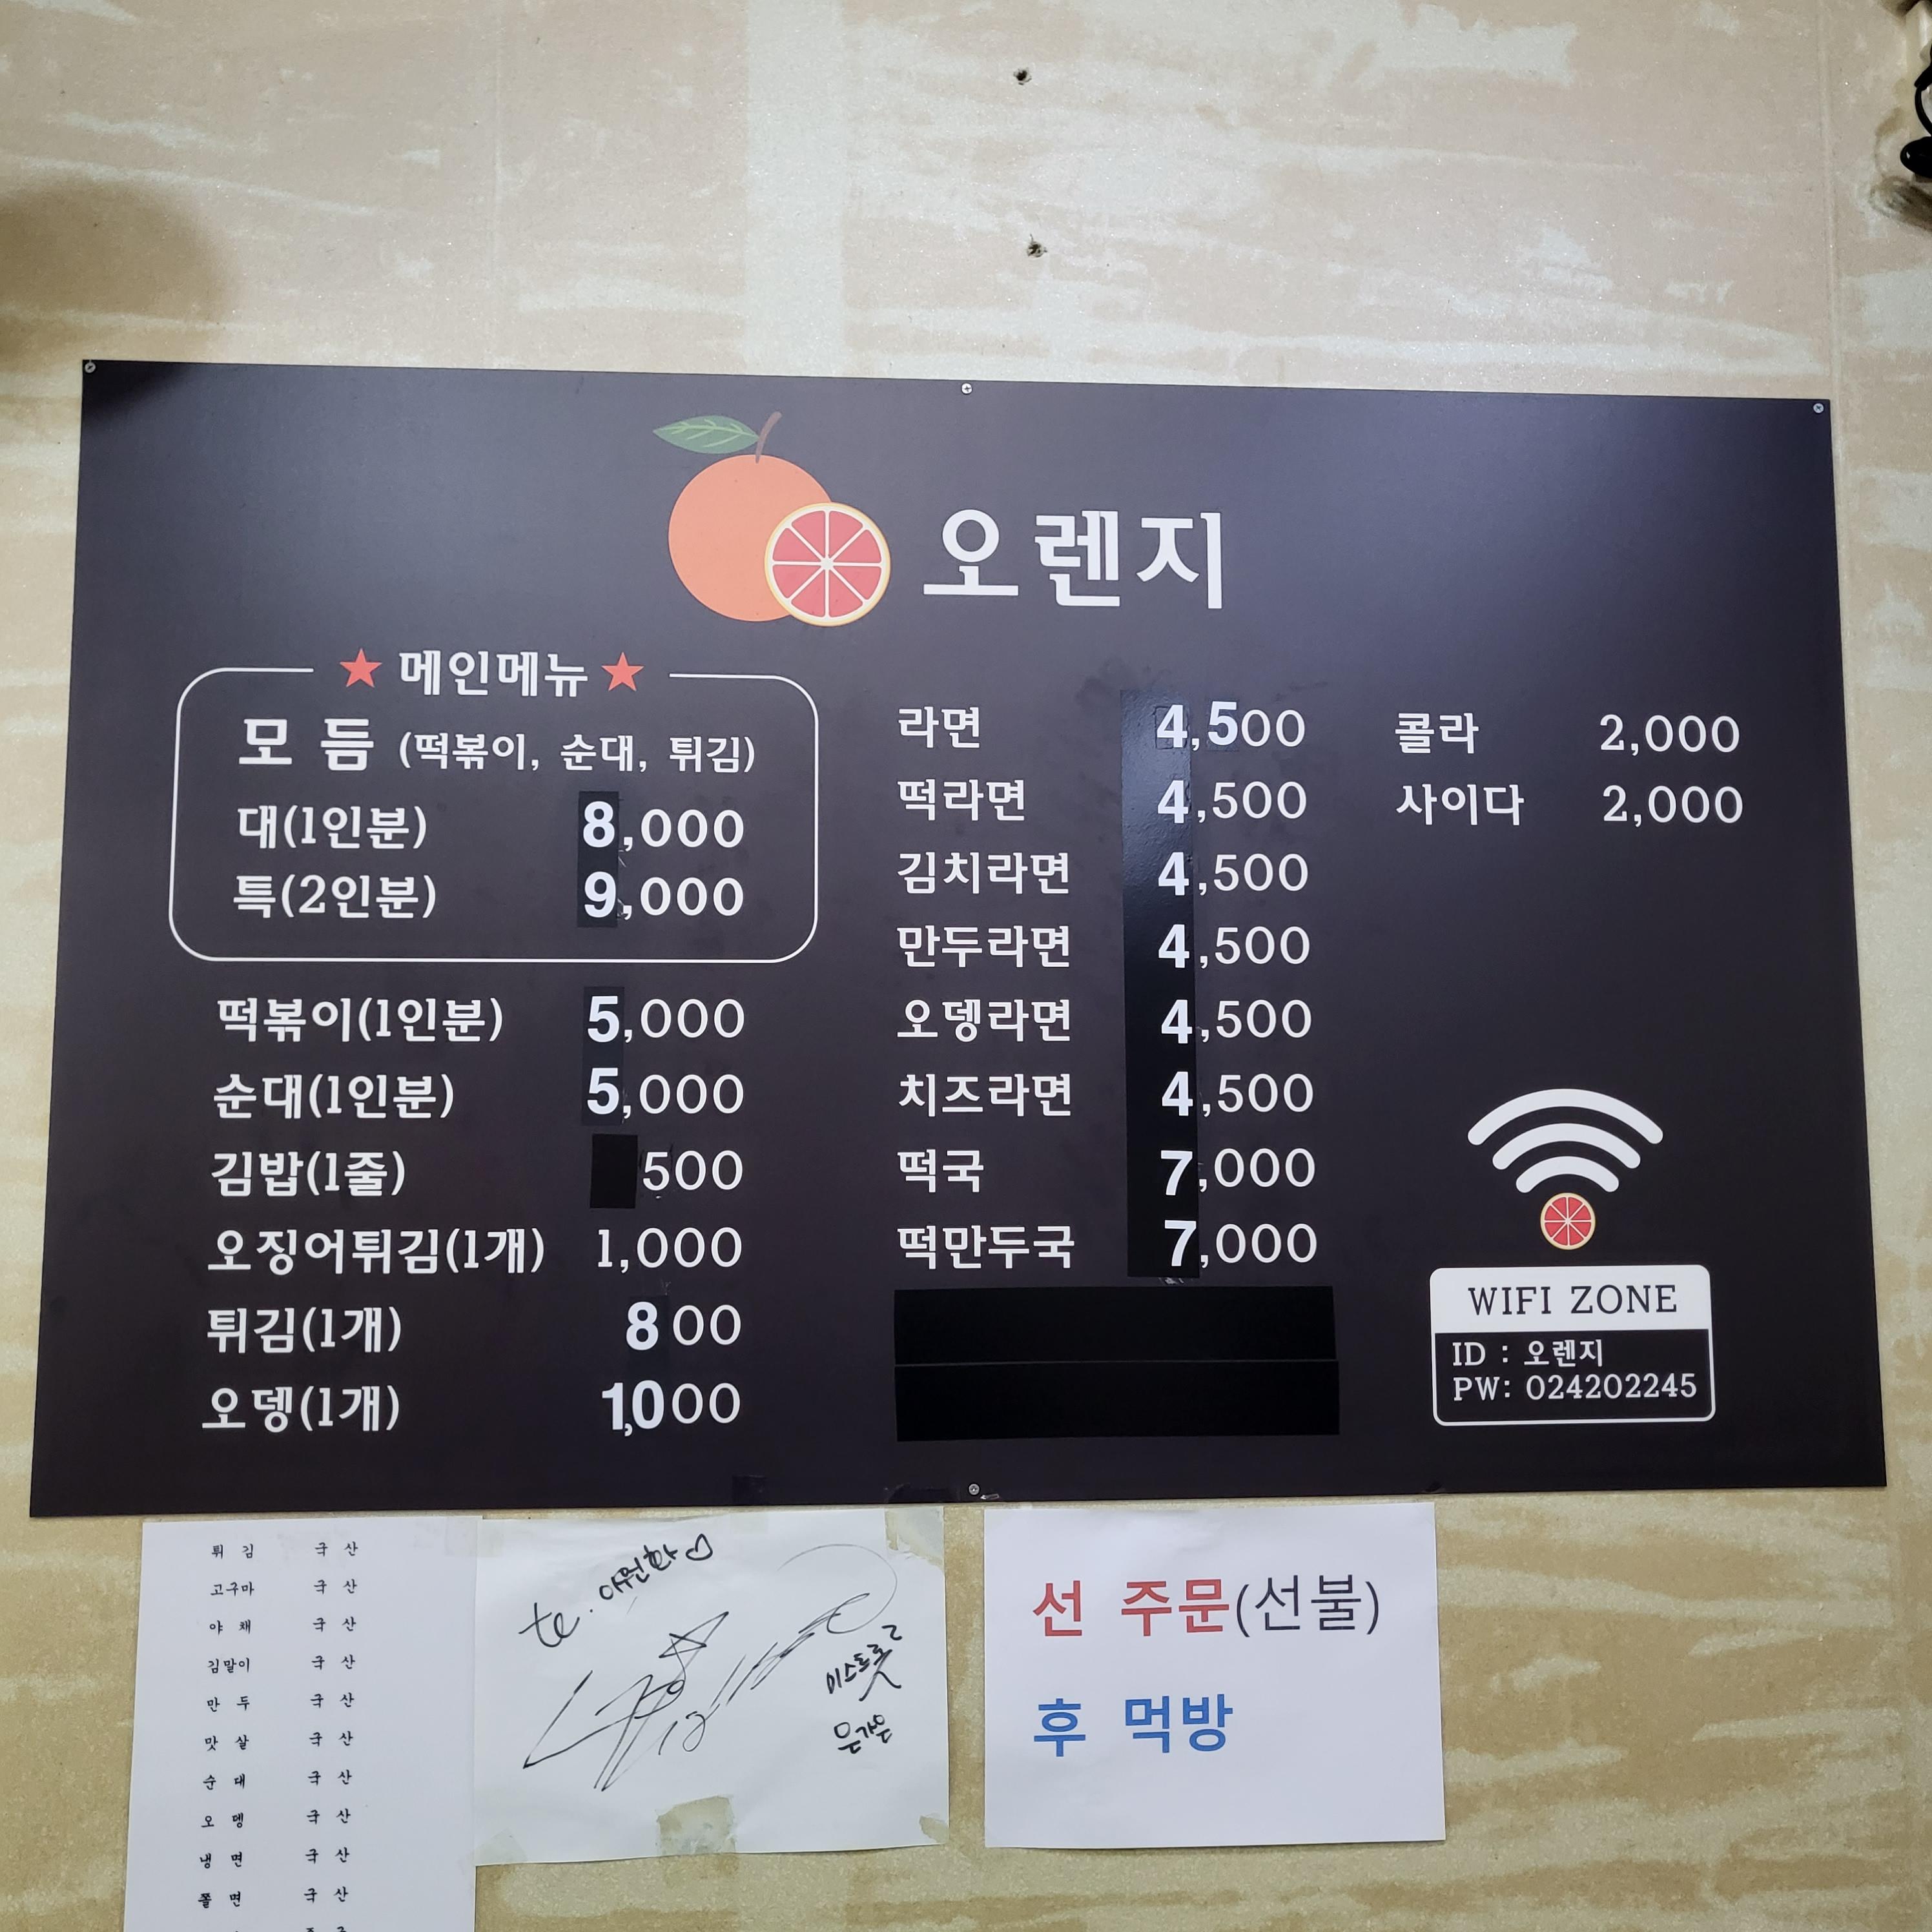 오렌지
★ 메인메뉴 ★
모 듬 (떡볶이, 순대, 튀김)
대(1인분) 8,000
특(2인분) 9,000
떡볶이(1인분) 5,000
순대(1인분) 5,000
김밥(1줄) 500
오징어튀김(1개) 1,000
튀김(1개) 800
오뎅(1개) 1,000
라면 4,500
떡라면 4,500
김치라면 4,500
만두라면 4,500
오뎅라면 4,500
치즈라면 4,500
떡국 7,000
떡만두국 7,000
콜라 2,000
사이다 2,000
WIFI ZONE
ID : 오렌지
PW: 024202245
튀 김 국 산
고구마 국 산
야 채 국 산
김말이 국 산
만 두 국 산
맛 살 국 산
순 대 국 산
오 뎅 국 산
냉 면 국 산
쫄 면 국 산
te.
미스트롯2
은가은
선 주문(선불)
후 먹방